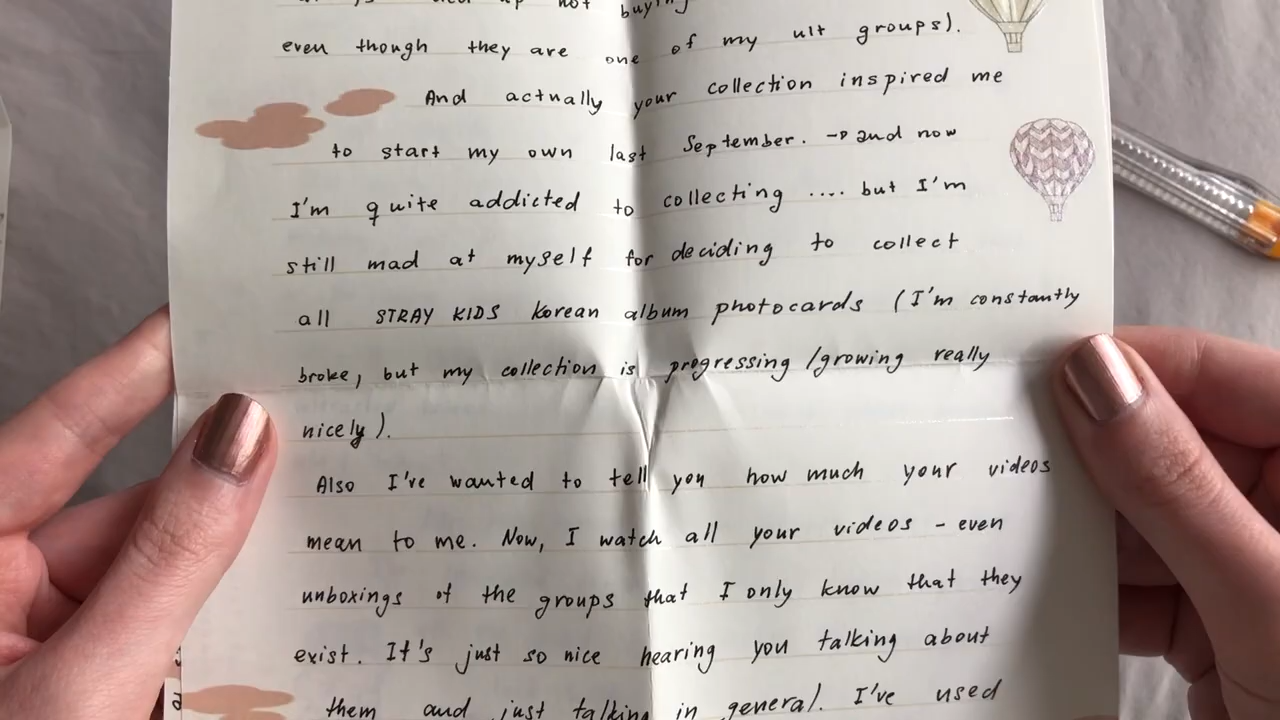 not buying
even though they are one of my ult groups).
And actually your collection inspired me
to start my own last September. → and now
I'm quite addicted to collecting .... but I'm
still mad at myself for deciding to collect
all STRAY KIDS Korean album photocards (I'm constantly
broke, but my collection is progressing /growing really
nicely).
Also I've wanted to tell you how much your videos
mean to me. Now, I watch all your videos - even
unboxings of the groups that I only know that they
exist. It's just so nice hearing you talking about
them and just talking in general). I've used